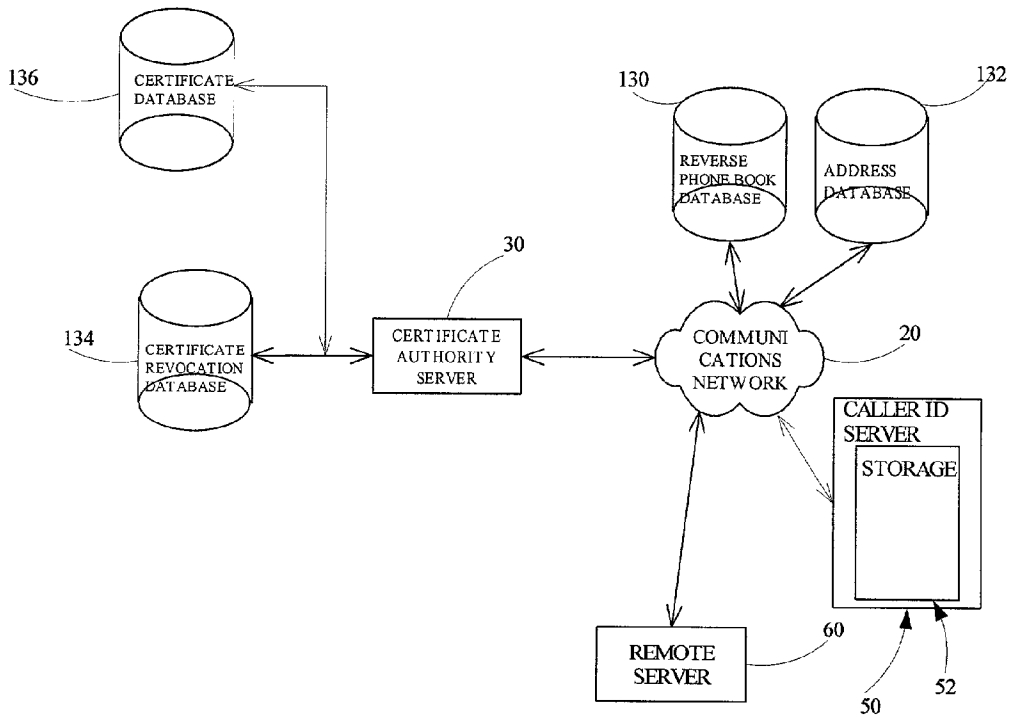 136
CERTIFICATE
DATABASE
130
132
REVERSE
PHONE BOOK
DATABASE
ADDRESS
DATABASE
30
134
CERTIFICATE
REVOCATION
DATABASE
CERTIFICATE
AUTHORITY
SERVER
COMMUNI
CATIONS
NETWORK
20
CALLER ID
SERVER
STORAGE
REMOTE
SERVER
60
50
52